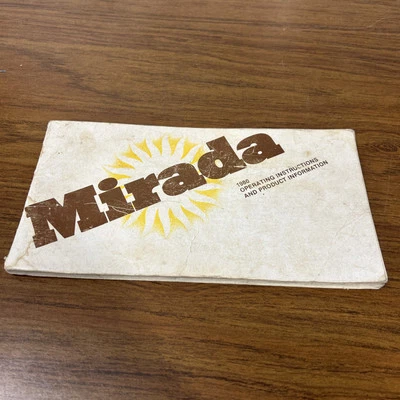 Mirada
1980
OPERATING INSTRUCTIONS
AND PRODUCT INFORMATION